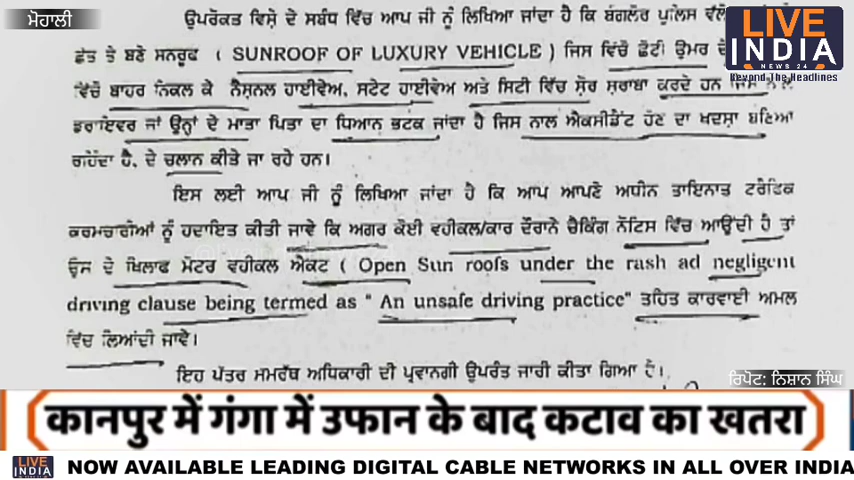 ਮੋਹਾਲੀ
ਉਪਰੋਕਤ ਵਿਸ਼ੇ ਦੇ ਸਬੰਧ ਵਿੱਚ ਆਪ ਜੀ ਨੂੰ ਲਿਖਿਆ ਜਾਂਦਾ ਹੈ ਕਿ ਬੰਗਲੋਰ ਪੁਲਿਸ ਵੱਲੋਂ
ਛੱਤ ਤੇ ਬਣੇ ਸਨਰੂਫ ( SUNROOF OF LUXURY VEHICLE ) ਜਿਸ ਵਿੱਚੋ ਛੋਟੀ ਉਮਰ ਦੇ
ਵਿੱਚੋ ਬਾਹਰ ਨਿਕਲ ਕੇ ਨੈਸ਼ਨਲ ਹਾਈਵੇਅ, ਸਟੇਟ ਹਾਈਵੇਅ ਅਤੇ ਸਿਟੀ ਵਿੱਚ ਸ਼ੋਰ ਸ਼ਰਾਬਾ ਕਰਦੇ ਹਨ ਜਿਸ ਨਾਲ
ਡਰਾਇਵਰ ਜਾਂ ਉਨ੍ਹਾਂ ਦੇ ਮਾਤਾ ਪਿਤਾ ਦਾ ਧਿਆਨ ਭਟਕ ਜਾਂਦਾ ਹੈ ਜਿਸ ਨਾਲ ਐਕਸੀਡੈਂਟ ਹੋਣ ਦਾ ਖਦਸ਼ਾ ਬਣਿਆ
ਰਹਿੰਦਾ ਹੈ, ਦੇ ਚਲਾਨ ਕੀਤੇ ਜਾ ਰਹੇ ਹਨ।
ਇਸ ਲਈ ਆਪ ਜੀ ਨੂੰ ਲਿਖਿਆ ਜਾਂਦਾ ਹੈ ਕਿ ਆਪ ਆਪਣੇ ਅਧੀਨ ਤਾਇਨਾਤ ਟਰੈਫਿਕ
ਕਰਮਚਾਰੀਆਂ ਨੂੰ ਹਦਾਇਤ ਕੀਤੀ ਜਾਵੇ ਕਿ ਅਗਰ ਕੋਈ ਵਹੀਕਲ/ਕਾਰ ਦੌਰਾਨੇ ਚੈਕਿੰਗ ਨੋਟਿਸ ਵਿੱਚ ਆਉਂਦੀ ਹੈ ਤਾਂ
ਉਸ ਦੇ ਖਿਲਾਫ ਮੋਟਰ ਵਹੀਕਲ ਐਕਟ ( Open Sun roofs under the rash ad negligent
driving clause being termed as " An unsafe driving practice" ਤਹਿਤ ਕਾਰਵਾਈ ਅਮਲ
ਵਿੱਚ ਲਿਆਂਦੀ ਜਾਵੇ।
ਇਹ ਪੱਤਰ ਸਮਰੱਥ ਅਧਿਕਾਰੀ ਦੀ ਪ੍ਰਵਾਨਗੀ ਉਪਰੰਤ ਜਾਰੀ ਕੀਤਾ ਗਿਆ ਹੈ।
LIVE
INDIA
NEWS 24
Beyond The Headlines
ਰਿਪੋਟ: ਨਿਸ਼ਾਨ ਸਿੰਘ
कानपुर में गंगा में उफान के बाद कटाव का खतरा
LIVE
INDIA
NOW AVAILABLE LEADING DIGITAL CABLE NETWORKS IN ALL OVER INDIA